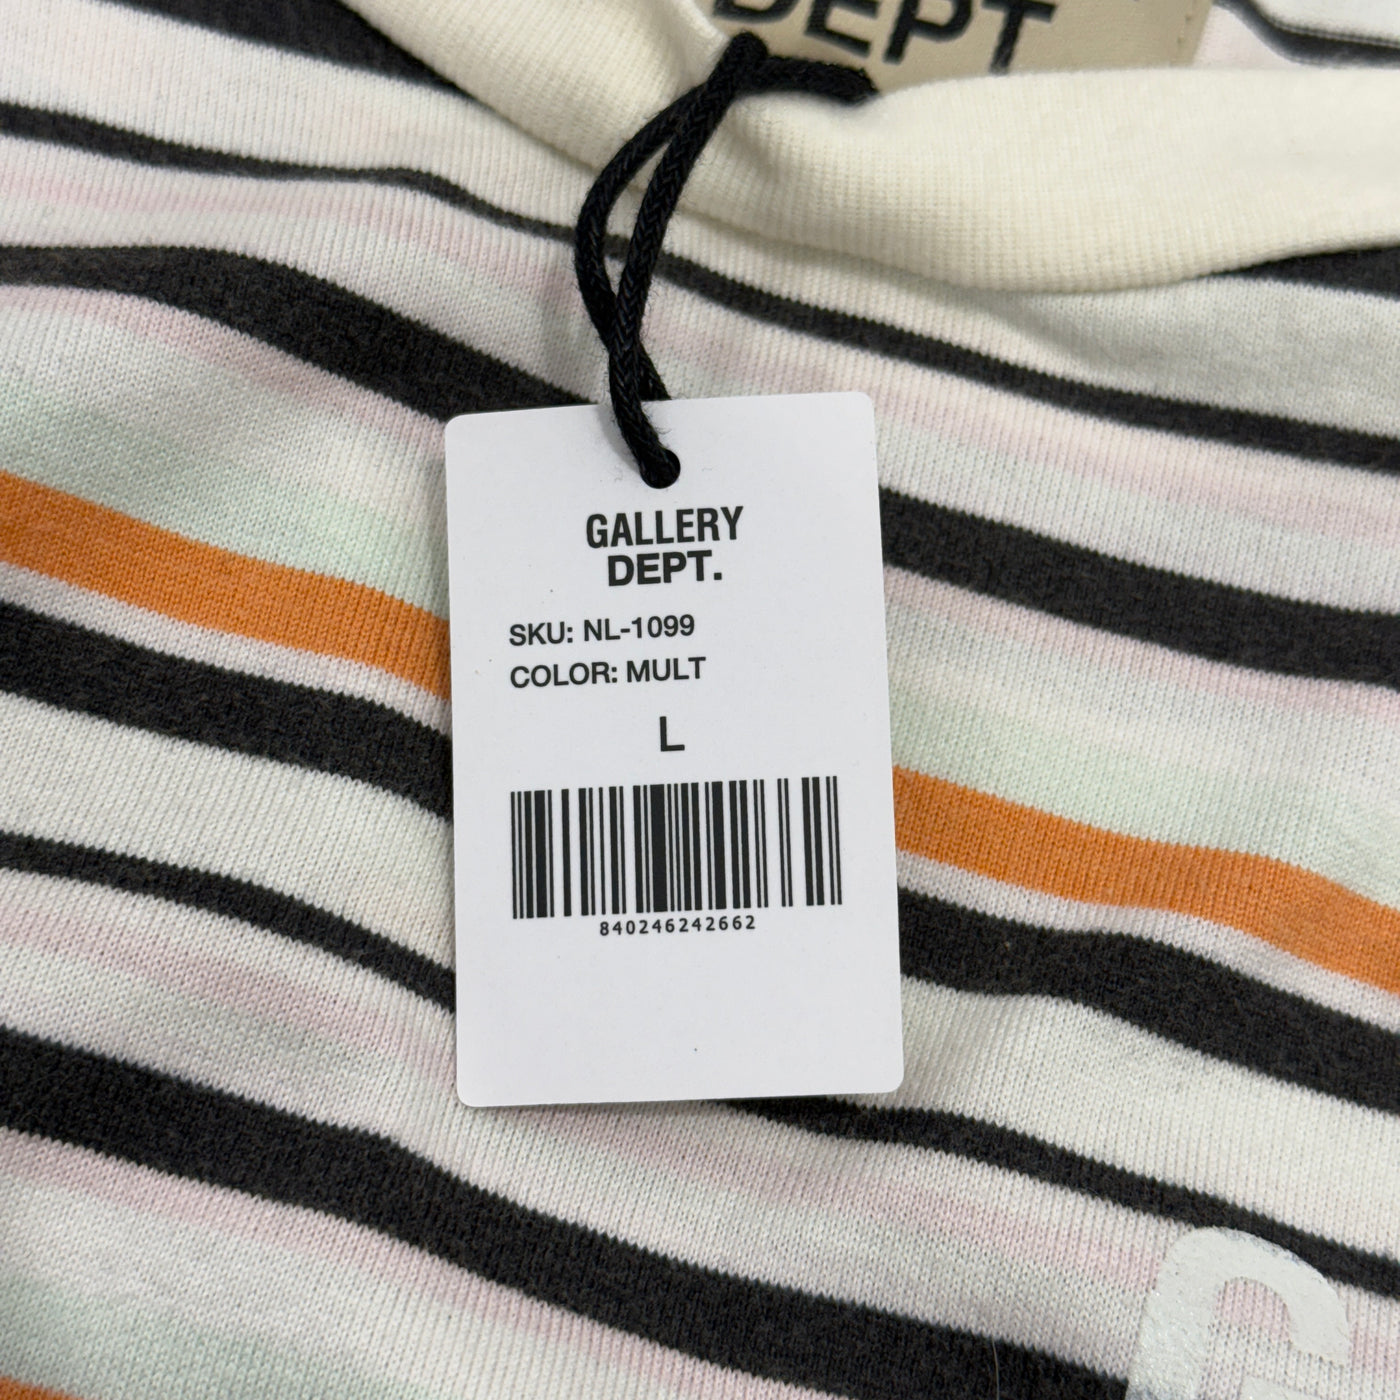 DEPT
GALLERY
DEPT.
SKU: NL-1099
COLOR: MULT
L
840246242662
G